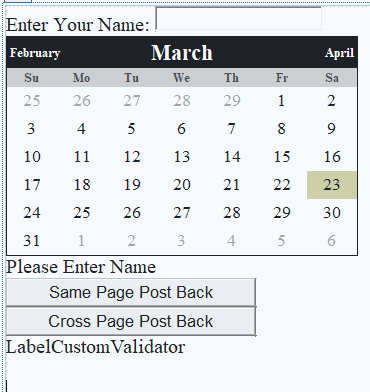 Enter Your Name:
February March April
Su Mo Tu We Th Fr Sa
25 26 27 28 29 1 2
3 4 5 6 7 8 9
10 11 12 13 14 15 16
17 18 19 20 21 22 23
24 25 26 27 28 29 30
31 1 2 3 4 5 6
Please Enter Name
Same Page Post Back
Cross Page Post Back
LabelCustomValidator